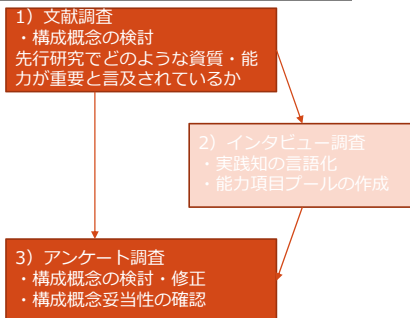 1）文献調査
・構成概念の検討
先行研究でどのような資質・能
力が重要と言及されているか
2）インタビュー調査
・実践知の言語化
・能力項目プールの作成
3）アンケート調査
・構成概念の検討・修正
・構成概念妥当性の確認